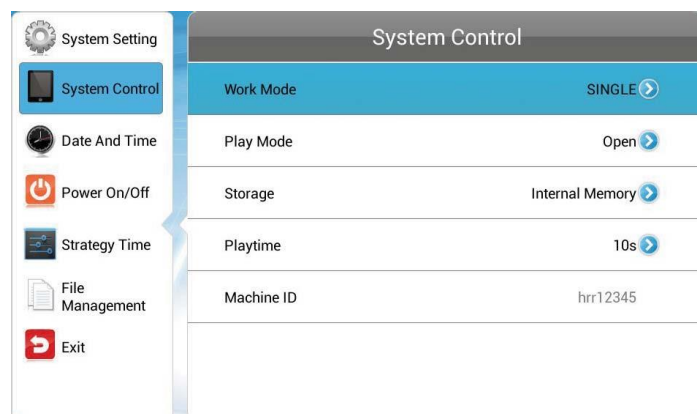 System Setting
System Control
Date And Time
Power On/Off
Strategy Time
File
Management
Exit
System Control
Work Mode SINGLE
Play Mode Open
Storage Internal Memory
Playtime 10s
Machine ID hrr12345